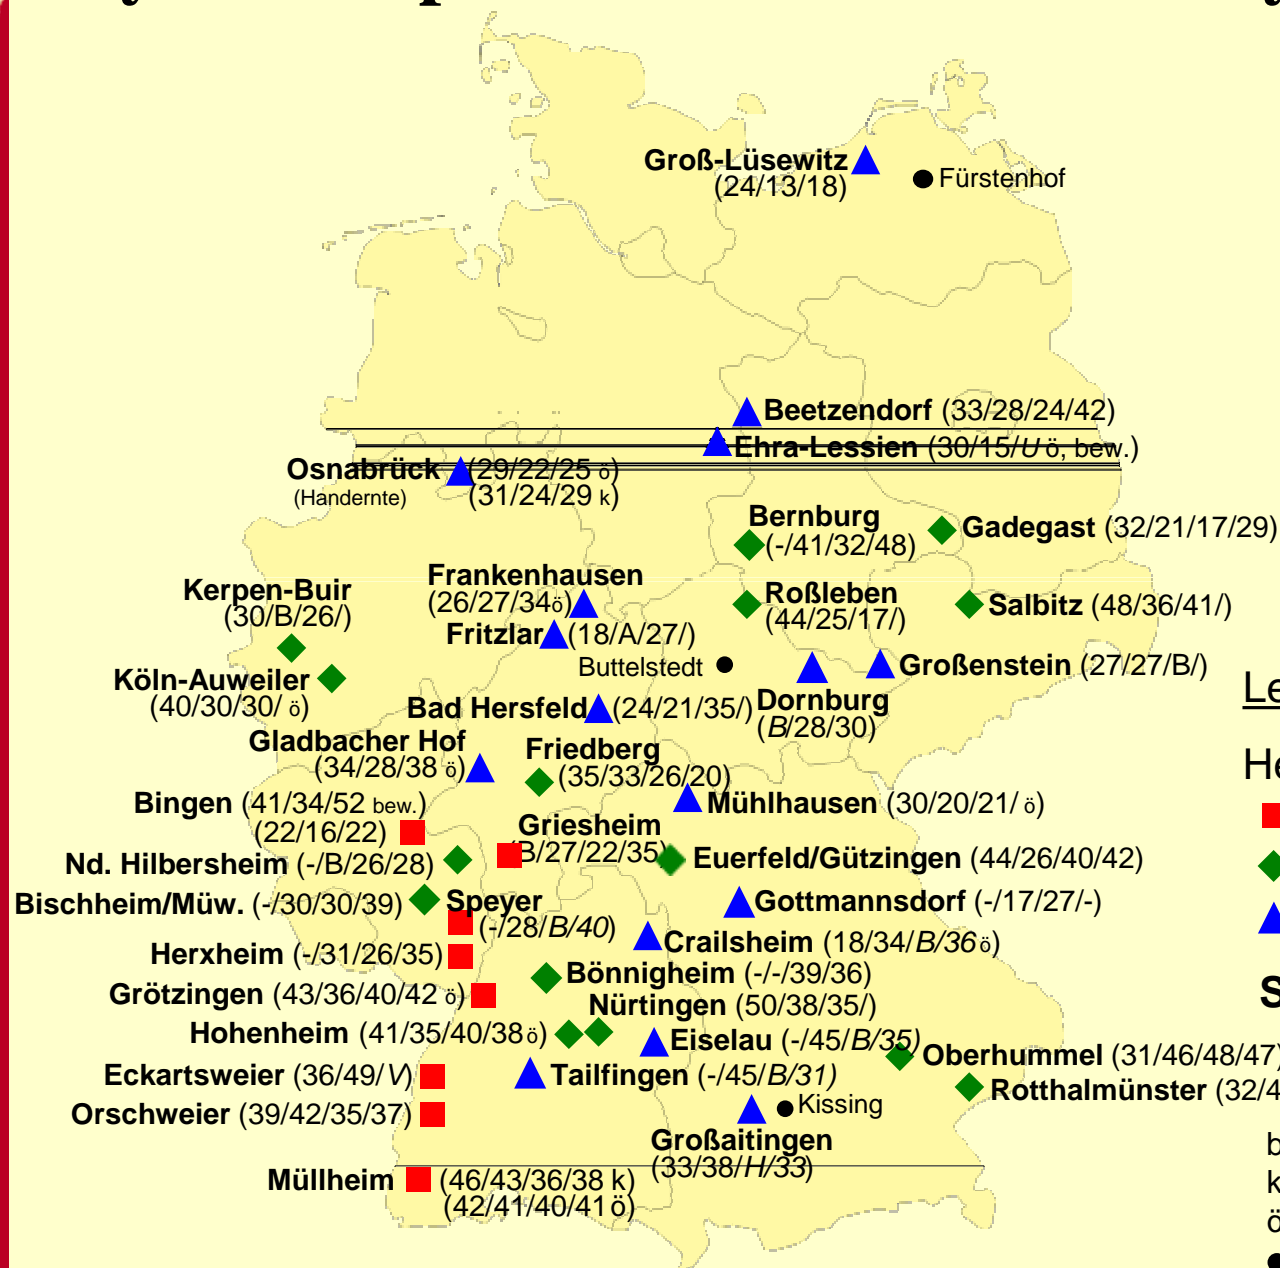 Groß-Lüsewitz
(24/13/18)
Fürstenhof
Beetzendorf (33/28/24/42)
Ehra-Lessien (30/15/U ö, bew.)
Osnabrück (29/22/25 ö)
(Handernte) (31/24/29 k)
Bernburg
(-/41/32/48)
Gadegast (32/21/17/29)
Frankenhausen
(26/27/34ö)
Kerpen-Buir
(30/B/26/)
Roßleben
(44/25/17/)
Salbitz (48/36/41/)
Fritzlar (18/A/27/)
Buttelstedt
Großenstein (27/27/B/)
Köln-Auweiler
(40/30/30/ ö)
Dornburg
(B/28/30)
Bad Hersfeld (24/21/35/)
Gladbacher Hof
(34/28/38 ö)
Friedberg
(35/33/26/20)
Bingen (41/34/52 bew.)
(22/16/22)
Mühlhausen (30/20/21/ ö)
Griesheim
(B/27/22/35)
Nd. Hilbersheim (-/B/26/28)
Euerfeld/Gützingen (44/26/40/42)
Bischheim/Müw. (-/30/30/39)
Speyer
(-/28/B/40)
Gottmannsdorf (-/17/27/-)
Crailsheim (18/34/B/36 ö)
Herxheim (-/31/26/35)
Bönnigheim (-/-/39/36)
Grötzingen (43/36/40/42 ö)
Nürtingen (50/38/35/)
Hohenheim (41/35/40/38 ö)
Eiselau (-/45/B/35)
Oberhummel (31/46/48/47)
Eckartsweier (36/49/V)
Tailfingen (-/45/B/31)
Rotthalmünster (32/4
Orschweier (39/42/35/37)
Kissing
Großaitingen
(33/38/H/33)
Müllheim (46/43/36/38 k)
(42/41/40/41 ö)
Le
He
S
b
k
ö